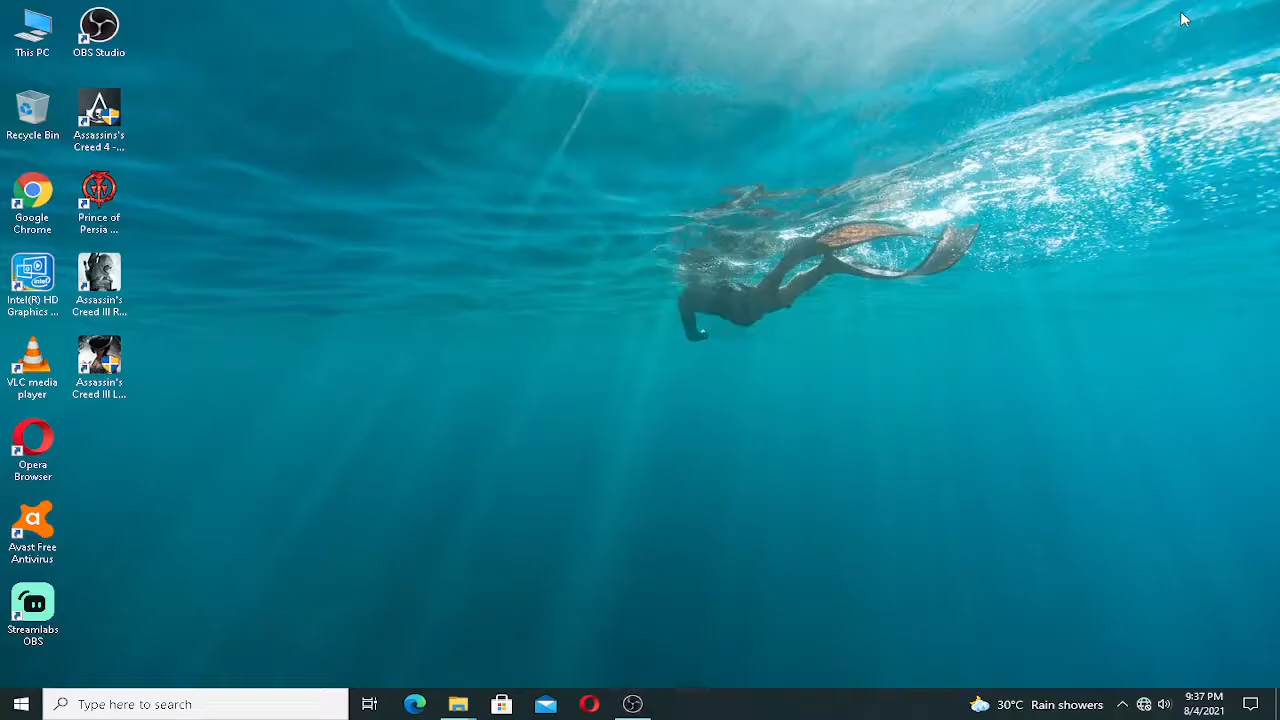 This PC
OBS Studio
Recycle Bin
Assassins's
Creed 4 -...
Google
Chrome
Prince of
Persia ...
Intel(R) HD
Graphics ...
Assassin's
Creed III R...
VLC media
player
Assassin's
Creed III L...
Opera
Browser
Avast Free
Antivirus
Streamlabs
OBS
Type here to search
30°C Rain showers
9:37 PM
8/4/2021